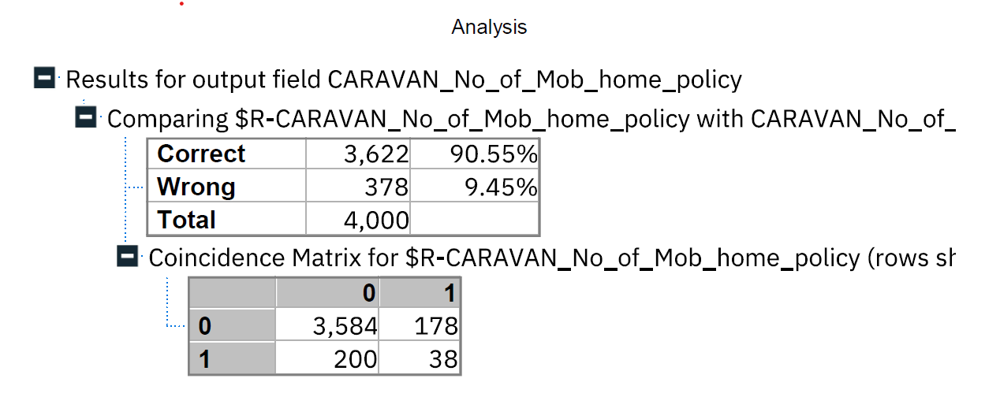 Analysis
Results for output field CARAVAN_No_of_Mob_home_policy
Comparing $R-CARAVAN_No_of_Mob_home_policy with CARAVAN_No_of_
Correct 3,622 90.55%
Wrong 378 9.45%
Total 4,000
Coincidence Matrix for $R-CARAVAN_No_of_Mob_home_policy (rows sh
0 1
0 3,584 178
1 200 38